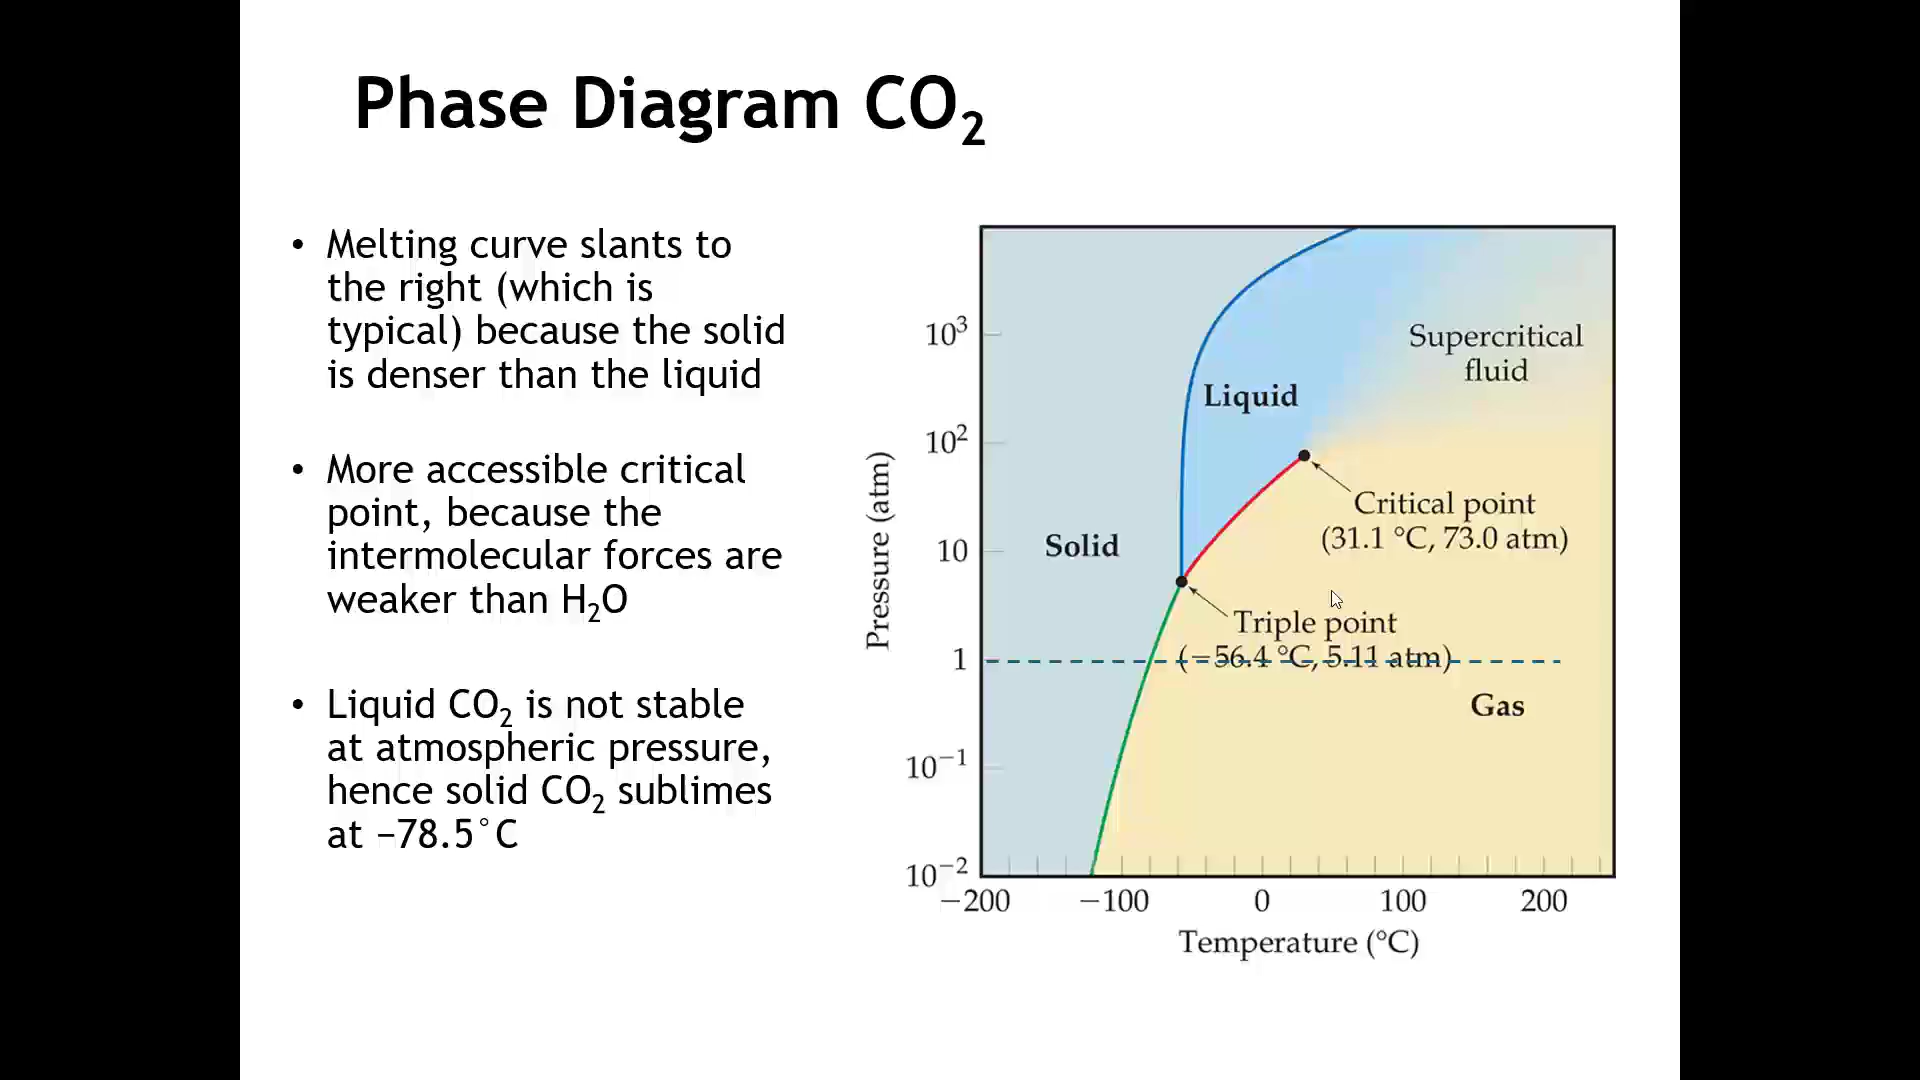 Phase Diagram CO₂
• Melting curve slants to
the right (which is
typical) because the solid
is denser than the liquid
• More accessible critical
point, because the
intermolecular forces are
weaker than H₂O
• Liquid CO₂ is not stable
at atmospheric pressure,
hence solid CO₂ sublimes
at −78.5°C
Pressure (atm)
10³
10²
10
1
10⁻¹
10⁻²
Supercritical
fluid
Liquid
Critical point
(31.1 °C, 73.0 atm)
Solid
Triple point
(−56.4 °C, 5.11 atm)
Gas
−200 −100 0 100 200
Temperature (°C)